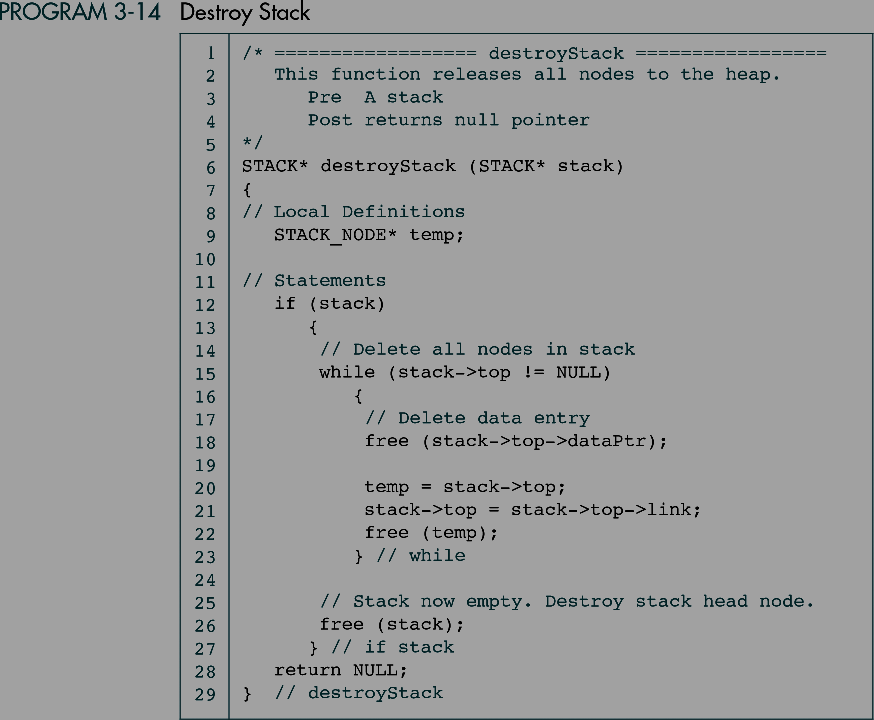 PROGRAM 3-14 Destroy Stack
1 /* ================== destroyStack =================
2 This function releases all nodes to the heap.
3 Pre A stack
4 Post returns null pointer
5 */
6 STACK* destroyStack (STACK* stack)
7 {
8 // Local Definitions
9 STACK_NODE* temp;
10
11 // Statements
12 if (stack)
13 {
14 // Delete all nodes in stack
15 while (stack->top != NULL)
16 {
17 // Delete data entry
18 free (stack->top->dataPtr);
19
20 temp = stack->top;
21 stack->top = stack->top->link;
22 free (temp);
23 } // while
24
25 // Stack now empty. Destroy stack head node.
26 free (stack);
27 } // if stack
28 return NULL;
29 } // destroyStack